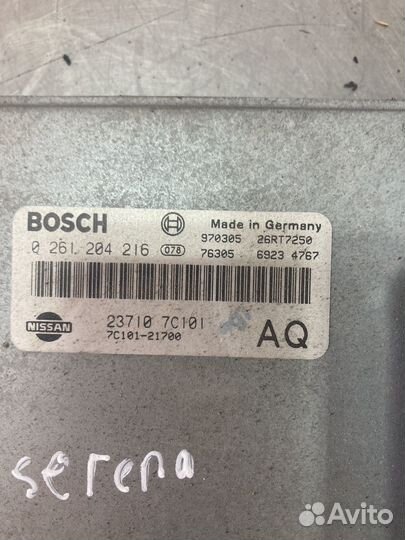 BOSCH
Made in Germany
970305 26RT7250
0 261 204 216 078 76305 6923 4767
NISSAN
23710 7C101
7C101-21700
AQ
serena
Avito